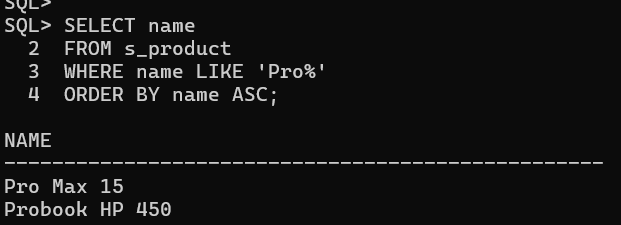 SQL>
SQL> SELECT name
  2  FROM s_product
  3  WHERE name LIKE 'Pro%'
  4  ORDER BY name ASC;

NAME
--------------------------------------------------
Pro Max 15
Probook HP 450